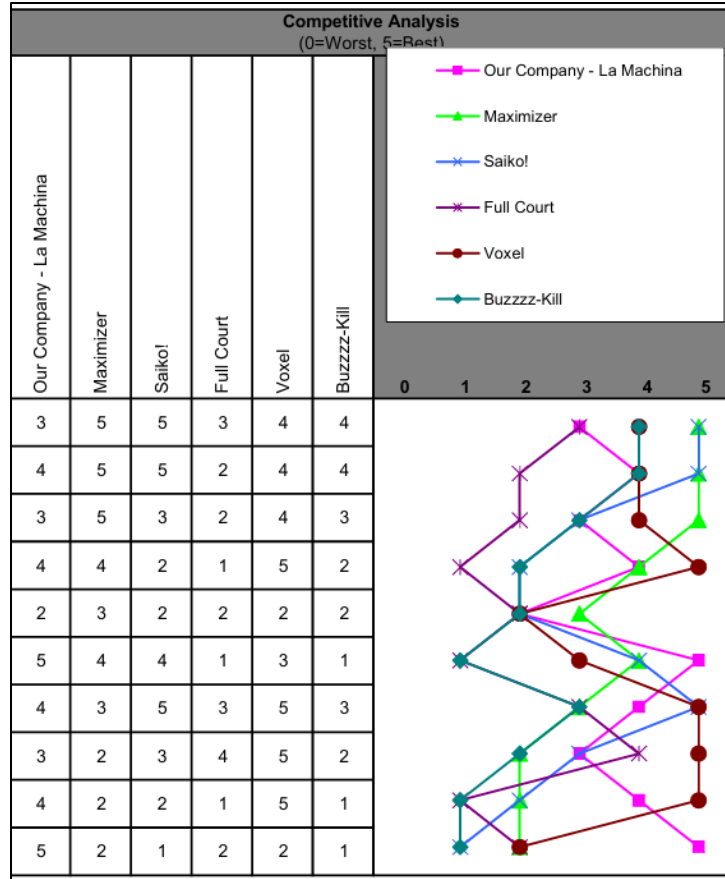 Competitive Analysis
(0=Worst, 5=Best)
Our Company - La Machina
Maximizer
Saiko!
Full Court
Voxel
Buzzzz-Kill
Our Company - La Machina
Maximizer
Saiko!
Full Court
Voxel
Buzzzz-Kill
0 1 2 3 4 5
3 5 5 3 4 4
4 5 5 2 4 4
3 5 3 2 4 3
4 4 2 1 5 2
2 3 2 2 2 2
5 4 4 1 3 1
4 3 5 3 5 3
3 2 3 4 5 2
4 2 2 1 5 1
5 2 1 2 2 1